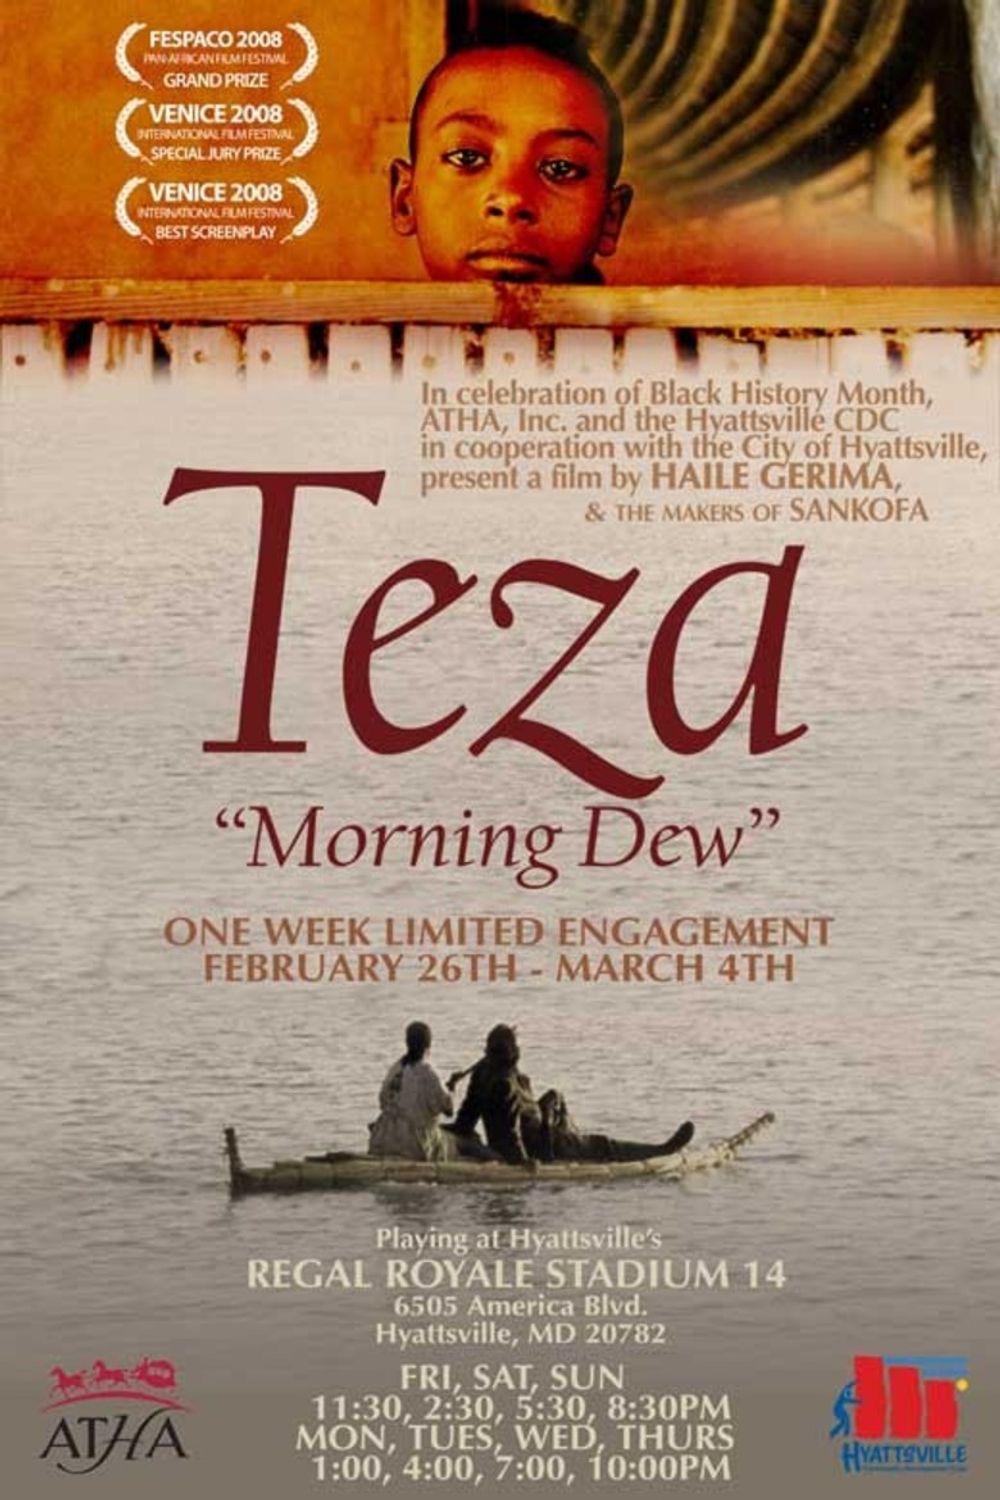 FESPACO 2008
PAN-AFRICAN FILM FESTIVAL
GRAND PRIZE
VENICE 2008
INTERNATIONAL FILM FESTIVAL
SPECIAL JURY PRIZE
VENICE 2008
INTERNATIONAL FILM FESTIVAL
BEST SCREENPLAY
In celebration of Black History Month,
ATHA, Inc. and the Hyattsville CDC
in cooperation with the City of Hyattsville,
present a film by HAILE GERIMA,
& THE MAKERS OF SANKOFA
Teza
“Morning Dew”
ONE WEEK LIMITED ENGAGEMENT
FEBRUARY 26TH - MARCH 4TH
Playing at Hyattsville's
REGAL ROYALE STADIUM 14
6505 America Blvd.
Hyattsville, MD 20782
FRI, SAT, SUN
11:30, 2:30, 5:30, 8:30PM
MON, TUES, WED, THURS
1:00, 4:00, 7:00, 10:00PM
ATHA
HYATTSVILLE